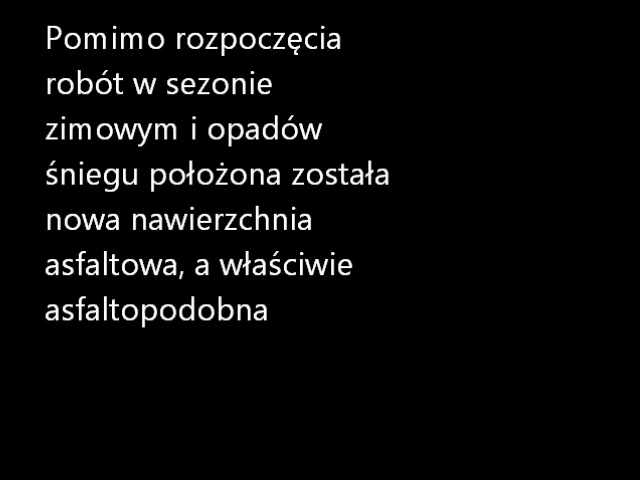 Pomimo rozpoczęcia
robót w sezonie
zimowym i opadów
śniegu położona została
nowa nawierzchnia
asfaltowa, a właściwie
asfaltopodobna